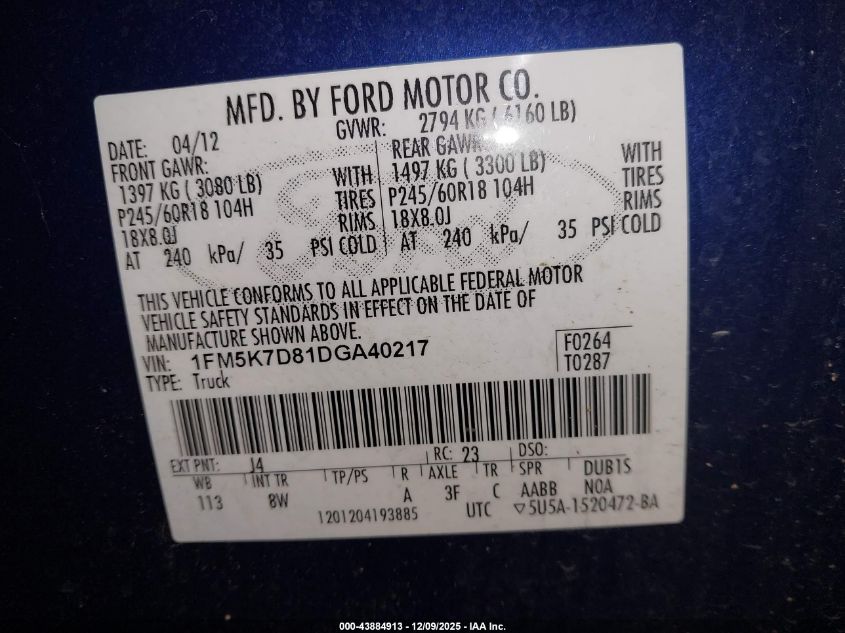 MFD. BY FORD MOTOR CO.
DATE: 04/12 GVWR: 2794 KG ( 6160 LB)
FRONT GAWR: REAR GAWR:
1397 KG ( 3080 LB) WITH 1497 KG ( 3300 LB) WITH
P245/60R18 104H TIRES P245/60R18 104H TIRES
18X8.0J RIMS 18X8.0J RIMS
AT 240 kPa/ 35 PSI COLD AT 240 kPa/ 35 PSI COLD
THIS VEHICLE CONFORMS TO ALL APPLICABLE FEDERAL MOTOR
VEHICLE SAFETY STANDARDS IN EFFECT ON THE DATE OF
MANUFACTURE SHOWN ABOVE.
VIN: 1FM5K7D81DGA40217 F0264
TYPE: Truck T0287
EXT PNT: J4 RC: 23 DSO:
WB INT TR TP/PS R AXLE TR SPR DUB1S
113 8W A 3F C AABB NOA
1201204193885 UTC ▽5U5A-1520472-BA
000-43884913 - 12/09/2025 - IAA Inc.